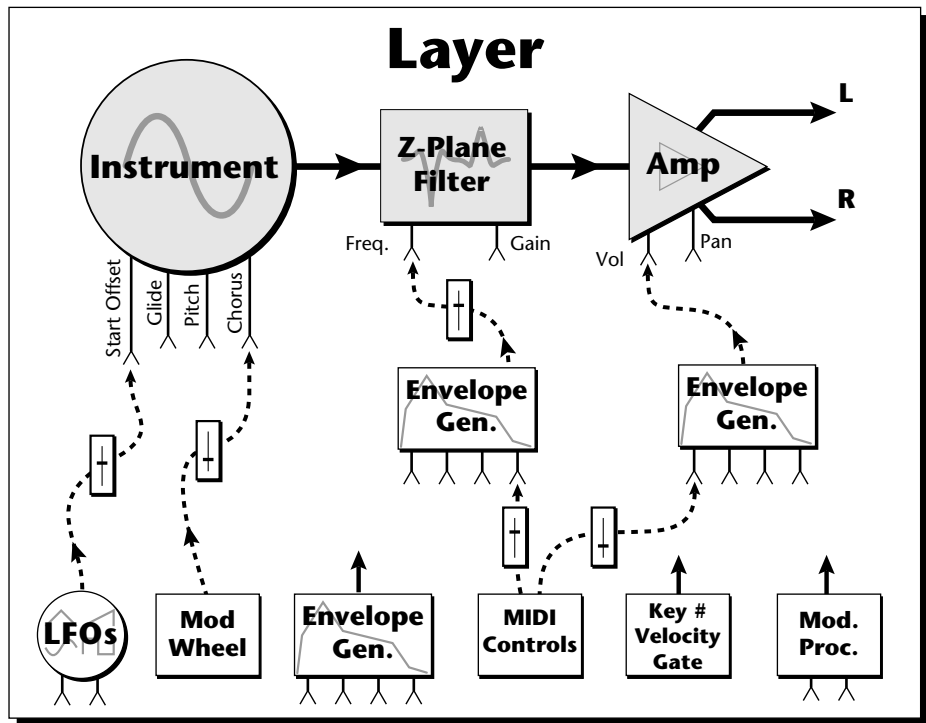 Layer
L
Instrument
Z-Plane
Filter
Amp
R
Freq.
Gain
Vol
Pan
Start Offset
Glide
Pitch
Chorus
Envelope
Gen.
Envelope
Gen.
LFOs
Mod
Wheel
Envelope
Gen.
MIDI
Controls
Key #
Velocity
Gate
Mod.
Proc.